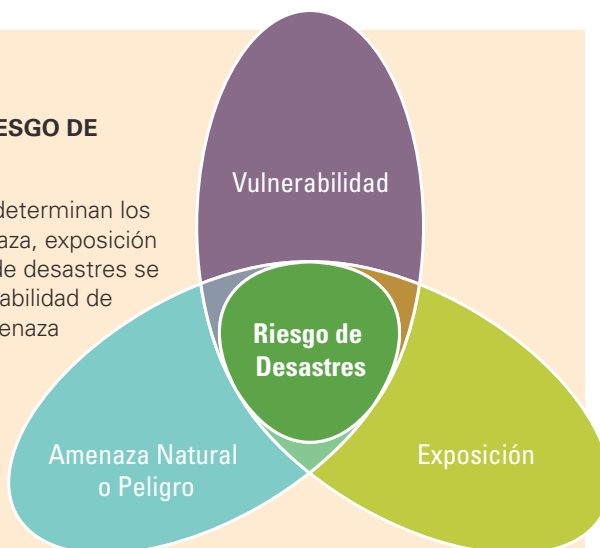 ESGO DE
determinan los
aza, exposición
de desastres se
abilidad de
enaza
Vulnerabilidad
Riesgo de
Desastres
Amenaza Natural
o Peligro
Exposición